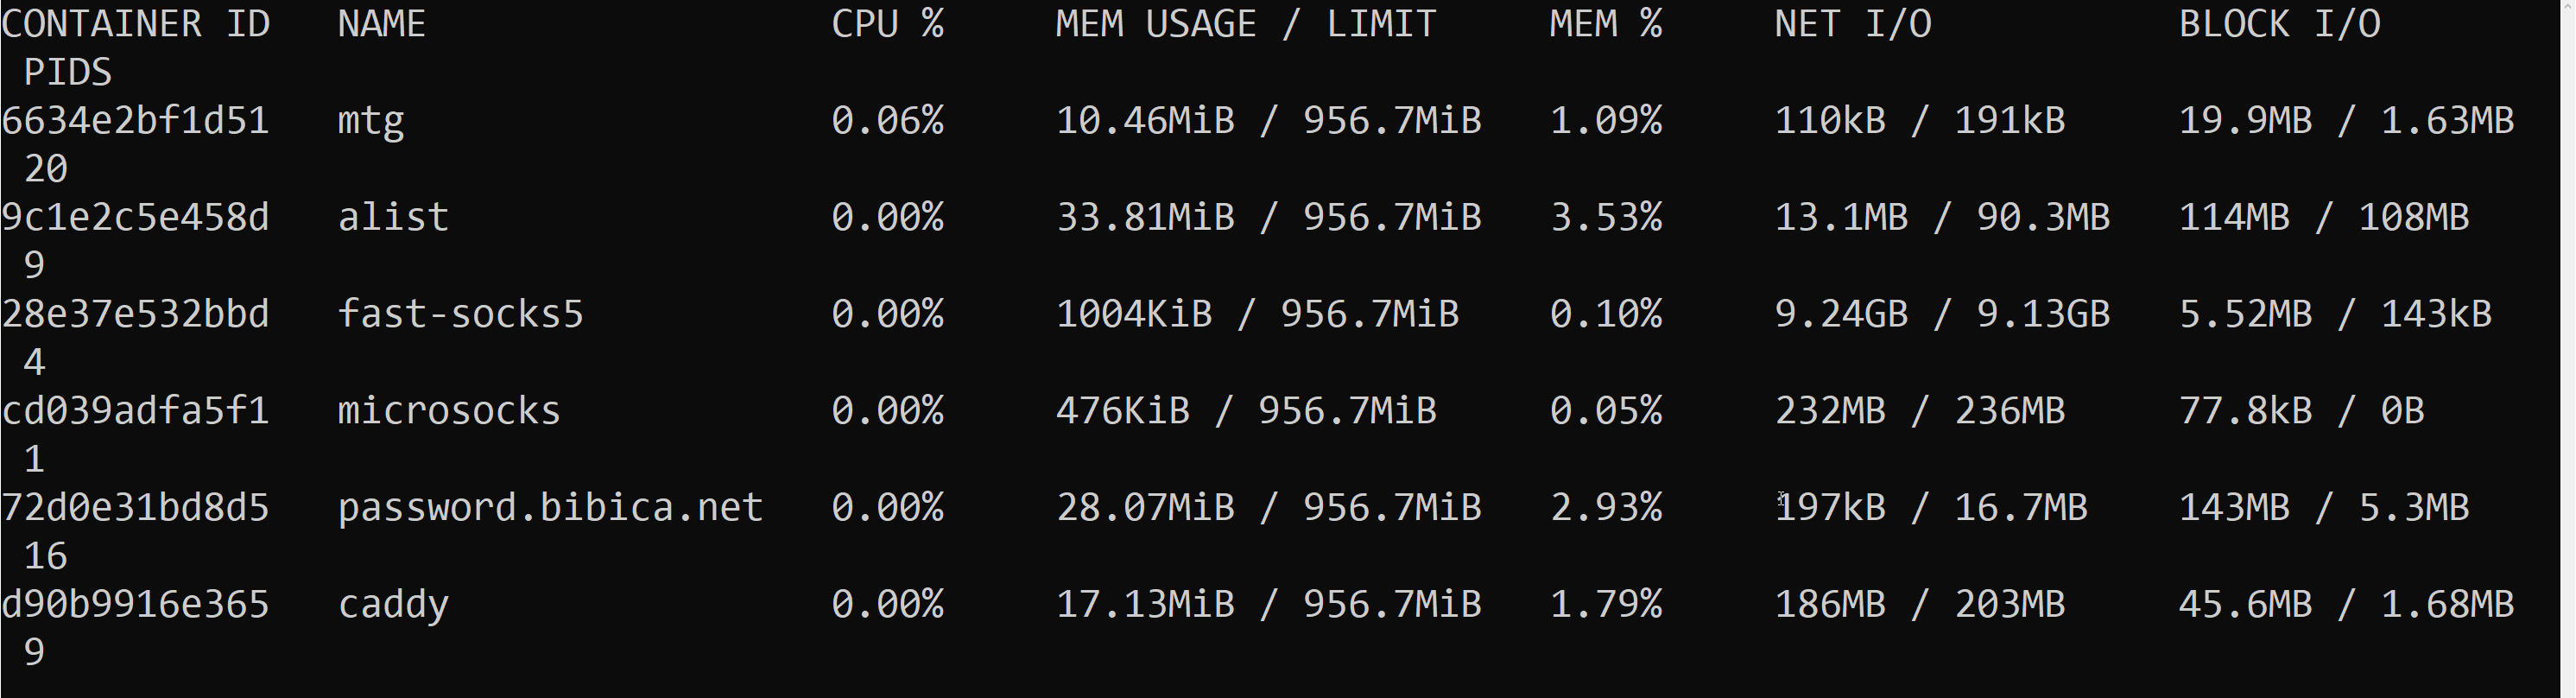 CONTAINER ID   NAME                  CPU %     MEM USAGE / LIMIT     MEM %     NET I/O           BLOCK I/O
 PIDS
6634e2bf1d51   mtg                   0.06%     10.46MiB / 956.7MiB   1.09%     110kB / 191kB     19.9MB / 1.63MB
 20
9c1e2c5e458d   alist                 0.00%     33.81MiB / 956.7MiB   3.53%     13.1MB / 90.3MB   114MB / 108MB
 9
28e37e532bbd   fast-socks5           0.00%     1004KiB / 956.7MiB    0.10%     9.24GB / 9.13GB   5.52MB / 143kB
 4
cd039adfa5f1   microsocks            0.00%     476KiB / 956.7MiB     0.05%     232MB / 236MB     77.8kB / 0B
 1
72d0e31bd8d5   password.bibica.net   0.00%     28.07MiB / 956.7MiB   2.93%     197kB / 16.7MB    143MB / 5.3MB
 16
d90b9916e365   caddy                 0.00%     17.13MiB / 956.7MiB   1.79%     186MB / 203MB     45.6MB / 1.68MB
 9